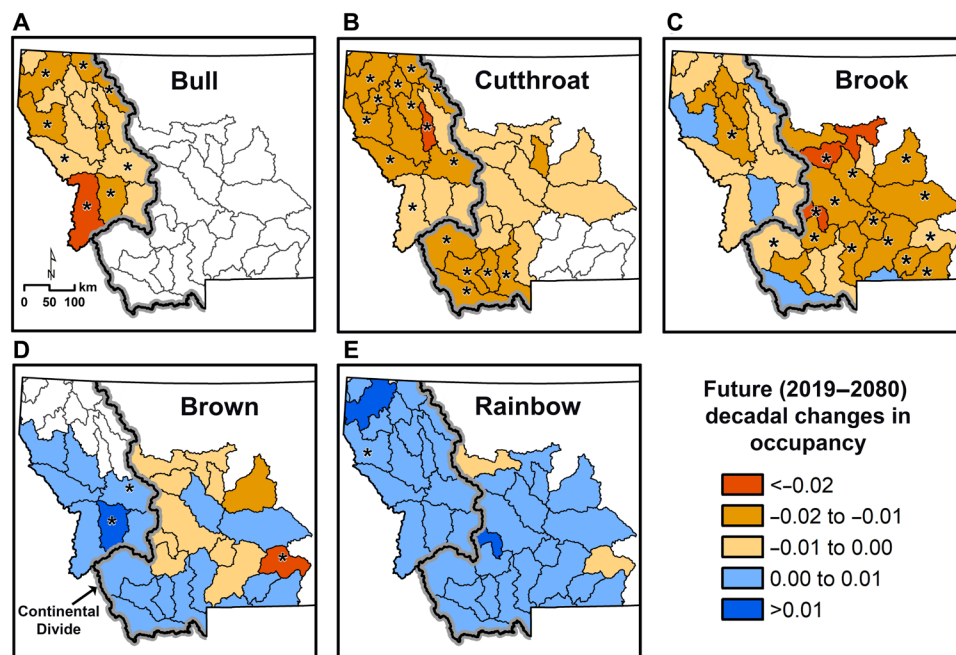 A
Bull
N
0 50 100 km
B
Cutthroat
C
Brook
D
Brown
Continental
Divide
E
Rainbow
Future (2019–2080)
decadal changes in
occupancy
<−0.02
−0.02 to −0.01
−0.01 to 0.00
0.00 to 0.01
>0.01